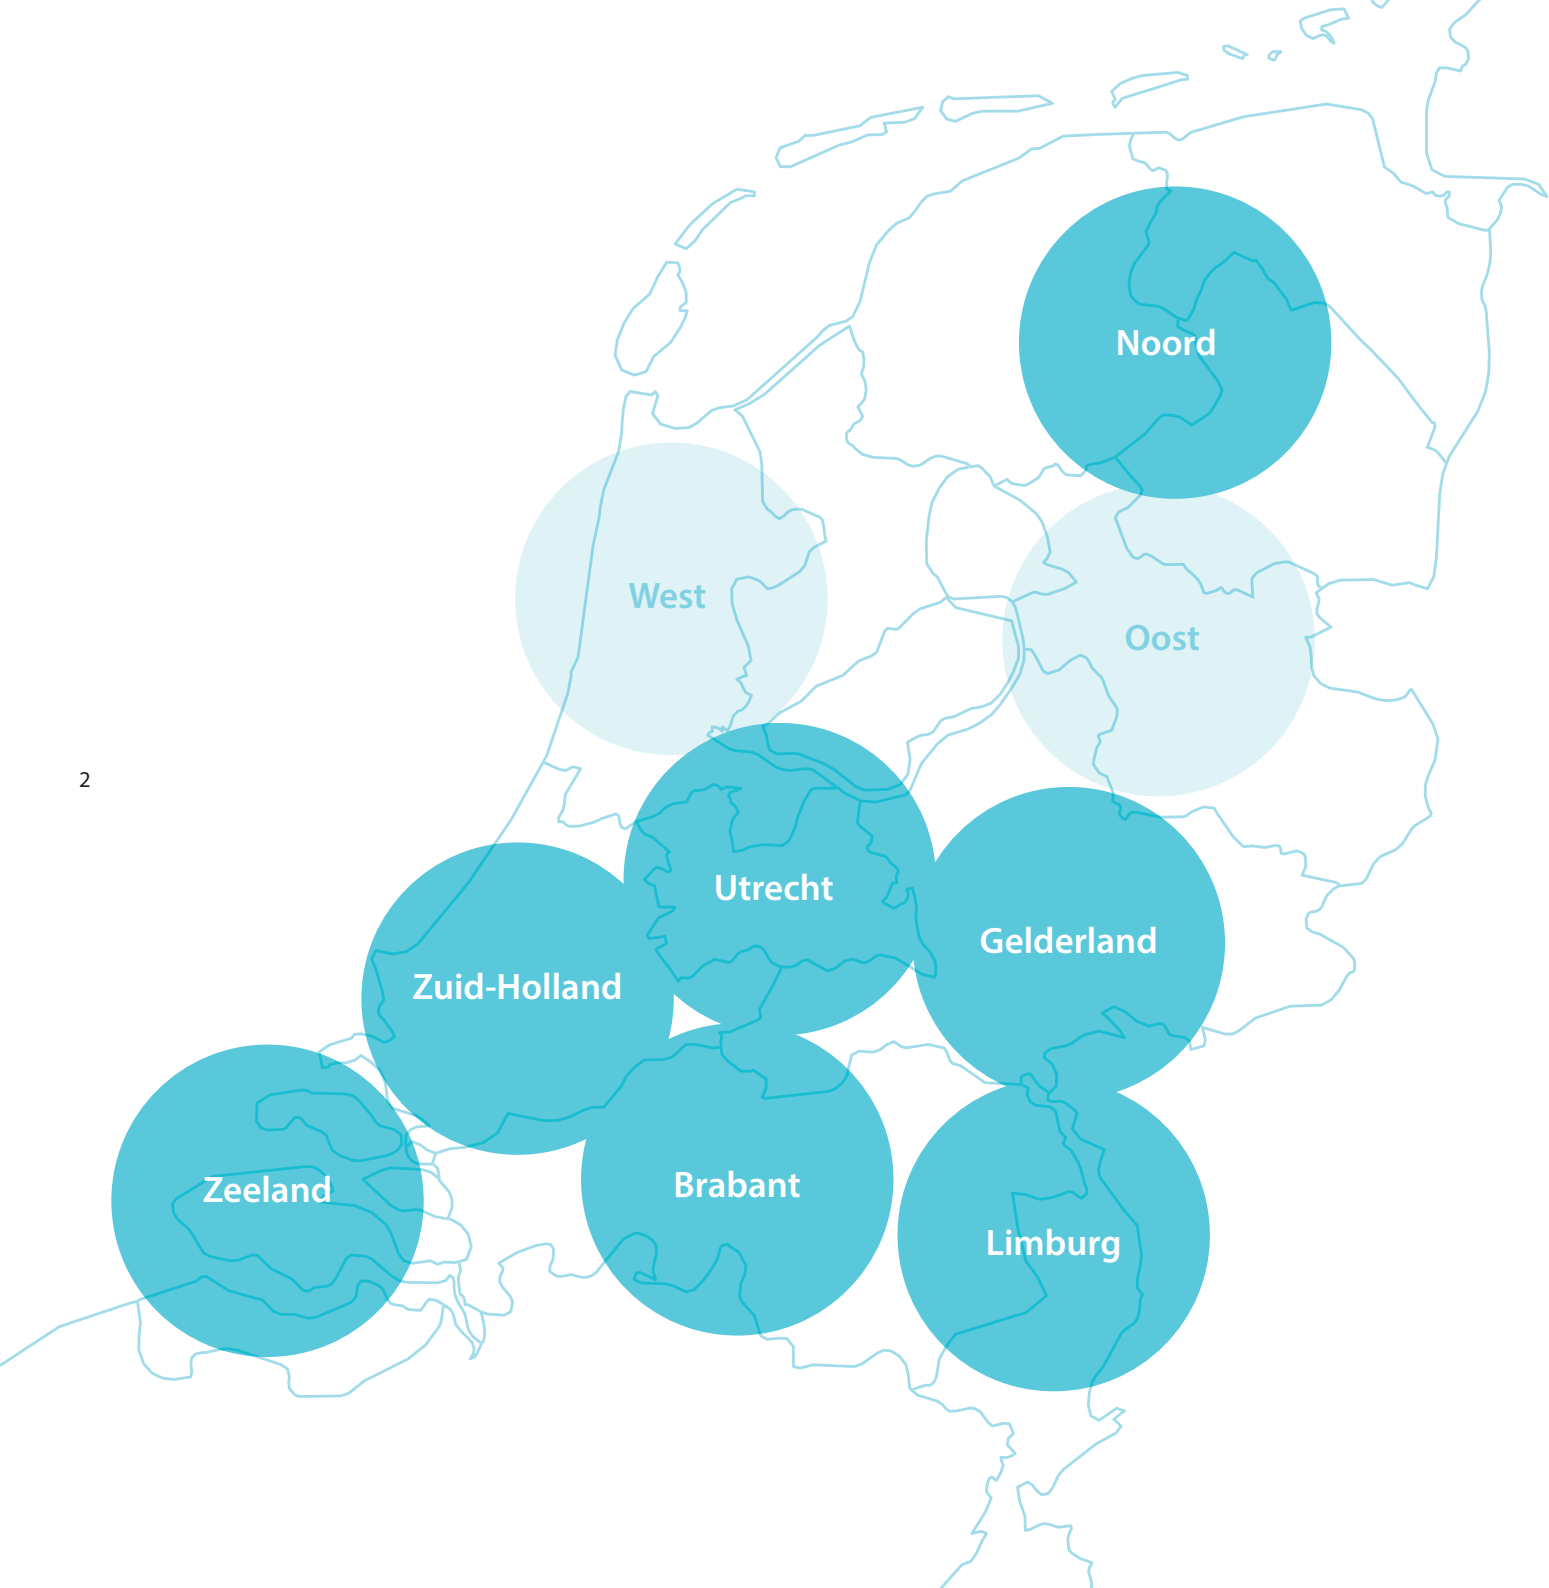 Noord
West
Oost
2
Utrecht
Gelderland
Zuid-Holland
Brabant
Zeeland
Limburg